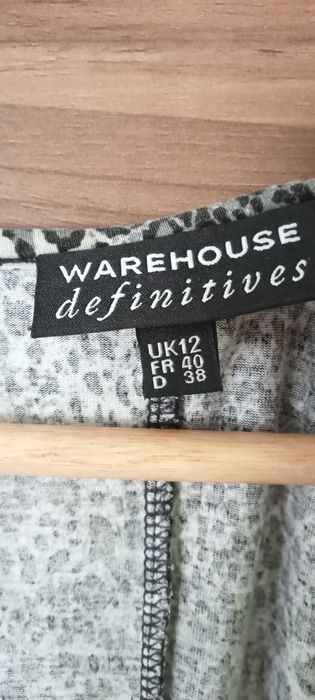 WAREHOUSE
definitives
UK12
FR 40
D 38